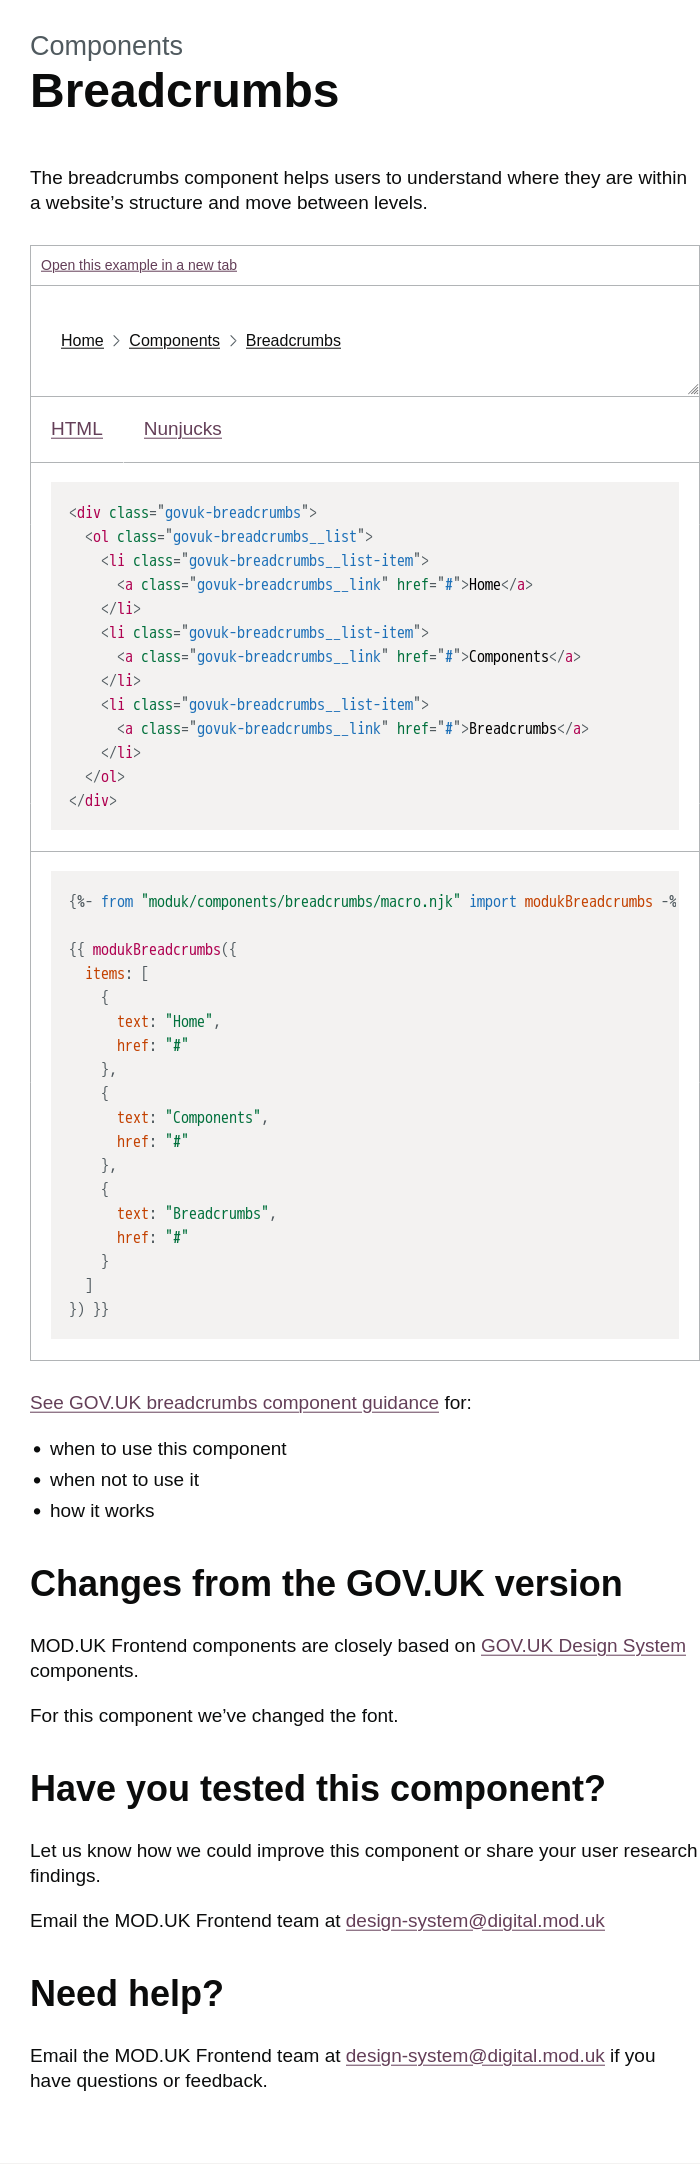 Components
Breadcrumbs
The breadcrumbs component helps users to understand where they are within
a website’s structure and move between levels.
Open this example in a new tab
Home > Components > Breadcrumbs
HTML Nunjucks
<div class="govuk-breadcrumbs">
  <ol class="govuk-breadcrumbs__list">
    <li class="govuk-breadcrumbs__list-item">
      <a class="govuk-breadcrumbs__link" href="#">Home</a>
    </li>
    <li class="govuk-breadcrumbs__list-item">
      <a class="govuk-breadcrumbs__link" href="#">Components</a>
    </li>
    <li class="govuk-breadcrumbs__list-item">
      <a class="govuk-breadcrumbs__link" href="#">Breadcrumbs</a>
    </li>
  </ol>
</div>
{%- from "moduk/components/breadcrumbs/macro.njk" import modukBreadcrumbs -%
{{ modukBreadcrumbs({
  items: [
    {
      text: "Home",
      href: "#"
    },
    {
      text: "Components",
      href: "#"
    },
    {
      text: "Breadcrumbs",
      href: "#"
    }
  ]
}) }}
See GOV.UK breadcrumbs component guidance for:
• when to use this component
• when not to use it
• how it works
Changes from the GOV.UK version
MOD.UK Frontend components are closely based on GOV.UK Design System
components.
For this component we’ve changed the font.
Have you tested this component?
Let us know how we could improve this component or share your user research
findings.
Email the MOD.UK Frontend team at design-system@digital.mod.uk
Need help?
Email the MOD.UK Frontend team at design-system@digital.mod.uk if you
have questions or feedback.